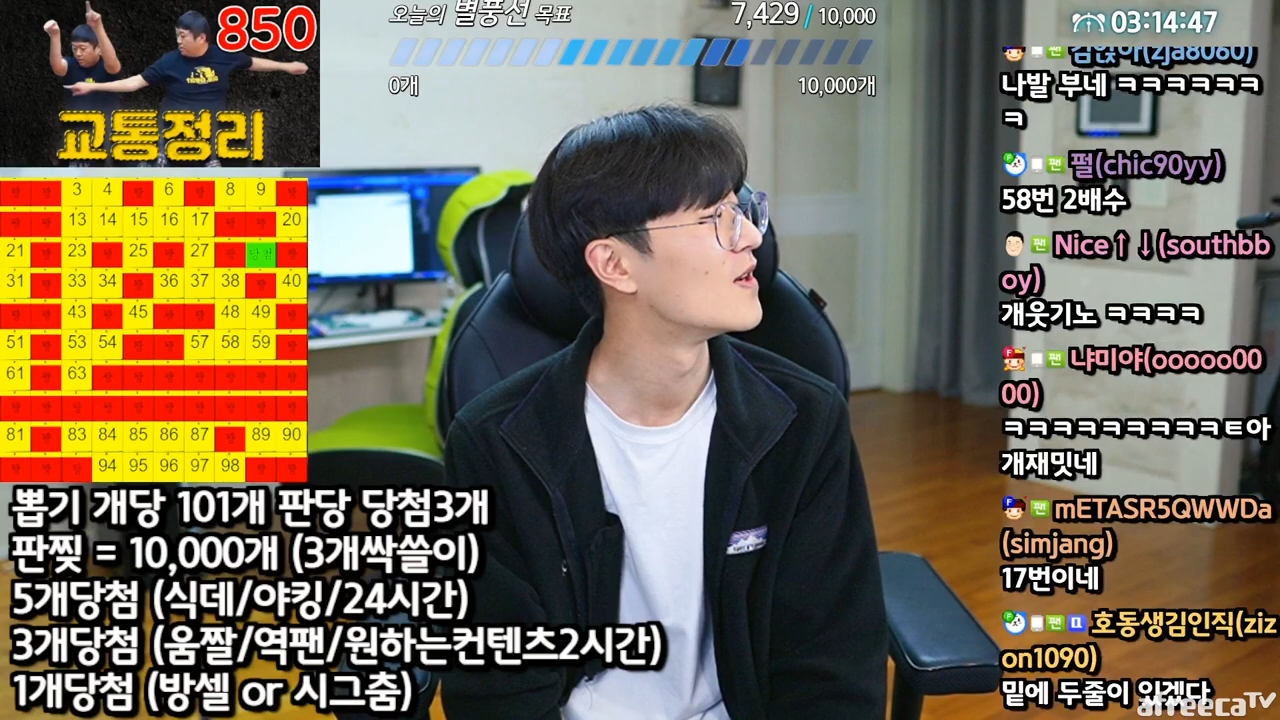 850
교통정리
오늘의 별풍선 목표
7,429 / 10,000
0개
10,000개
03:14:47
3 4 6 8 9
13 14 15 16 17 20
21 23 25 27 당첨
31 33 34 36 37 38 40
43 45 48 49
51 53 54 57 58 59
61 63
81 83 84 85 86 87 89 90
94 95 96 97 98
뽑기 개당 101개 판당 당첨3개
판찢 = 10,000개 (3개싹쓸이)
5개당첨 (식데/야킹/24시간)
3개당첨 (움짤/역팬/원하는컨텐츠2시간)
1개당첨 (방셀 or 시그춤)
나발 부네 ㅋㅋㅋㅋㅋㅋ
ㅋ
펄(chic90yy)
58번 2배수
Nice↑↓(southbb
oy)
개웃기노 ㅋㅋㅋㅋ
냐미야(ooooo00
00)
ㅋㅋㅋㅋㅋㅋㅋㅋㅋㅌ아
개재밋네
mETASR5QWWDa
(simjang)
17번이네
호동생김인직(ziz
on1090)
밑에 두줄이 있겠다
afreecaTV